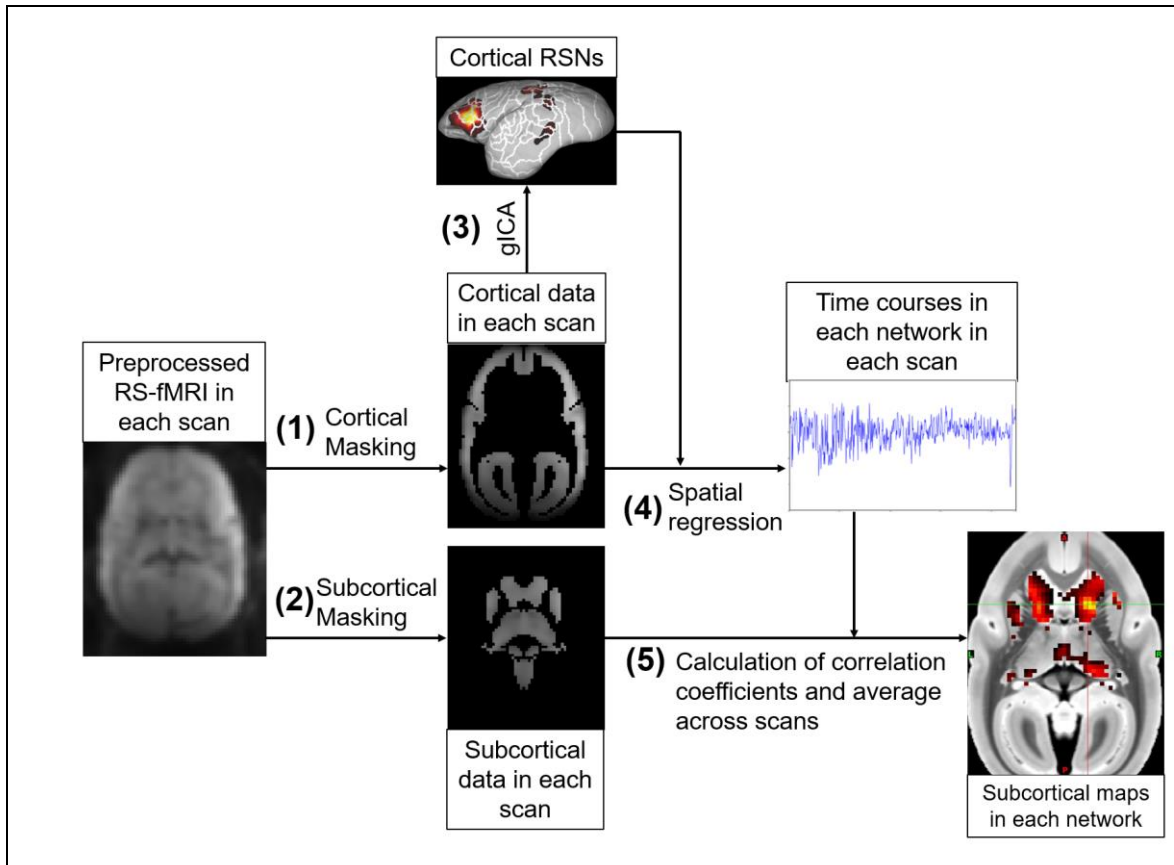 Cortical RSNs
(3)
gICA
Cortical data
in each scan
Time courses in
each network in
each scan
Preprocessed
RS-fMRI in
each scan
(1) Cortical
Masking
(4) Spatial
regression
(2) Subcortical
Masking
(5) Calculation of correlation
coefficients and average
across scans
Subcortical
data in each
scan
Subcortical maps
in each network